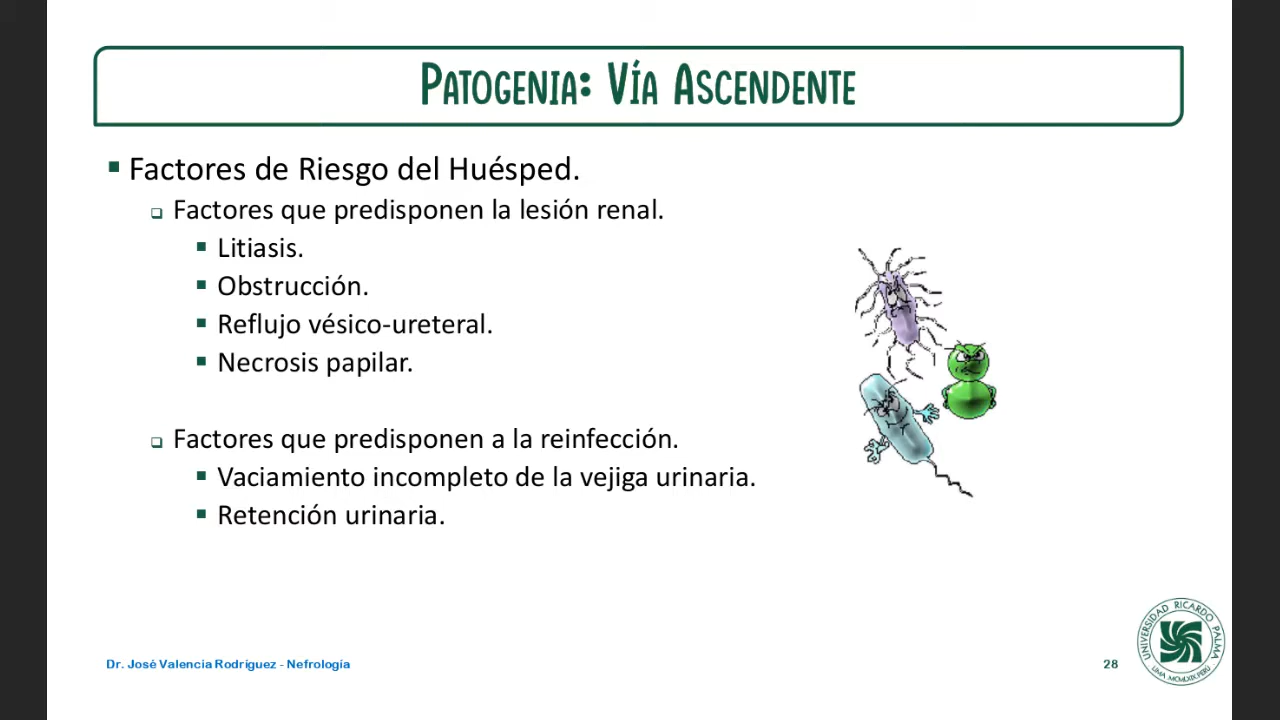 Patogenia: Vía Ascendente
Factores de Riesgo del Huésped.
Factores que predisponen la lesión renal.
Litiasis.
Obstrucción.
Reflujo vésico-ureteral.
Necrosis papilar.
Factores que predisponen a la reinfección.
Vaciamiento incompleto de la vejiga urinaria.
Retención urinaria.
Dr. José Valencia Rodríguez - Nefrología
28
UNIVERSIDAD RICARDO PALMA